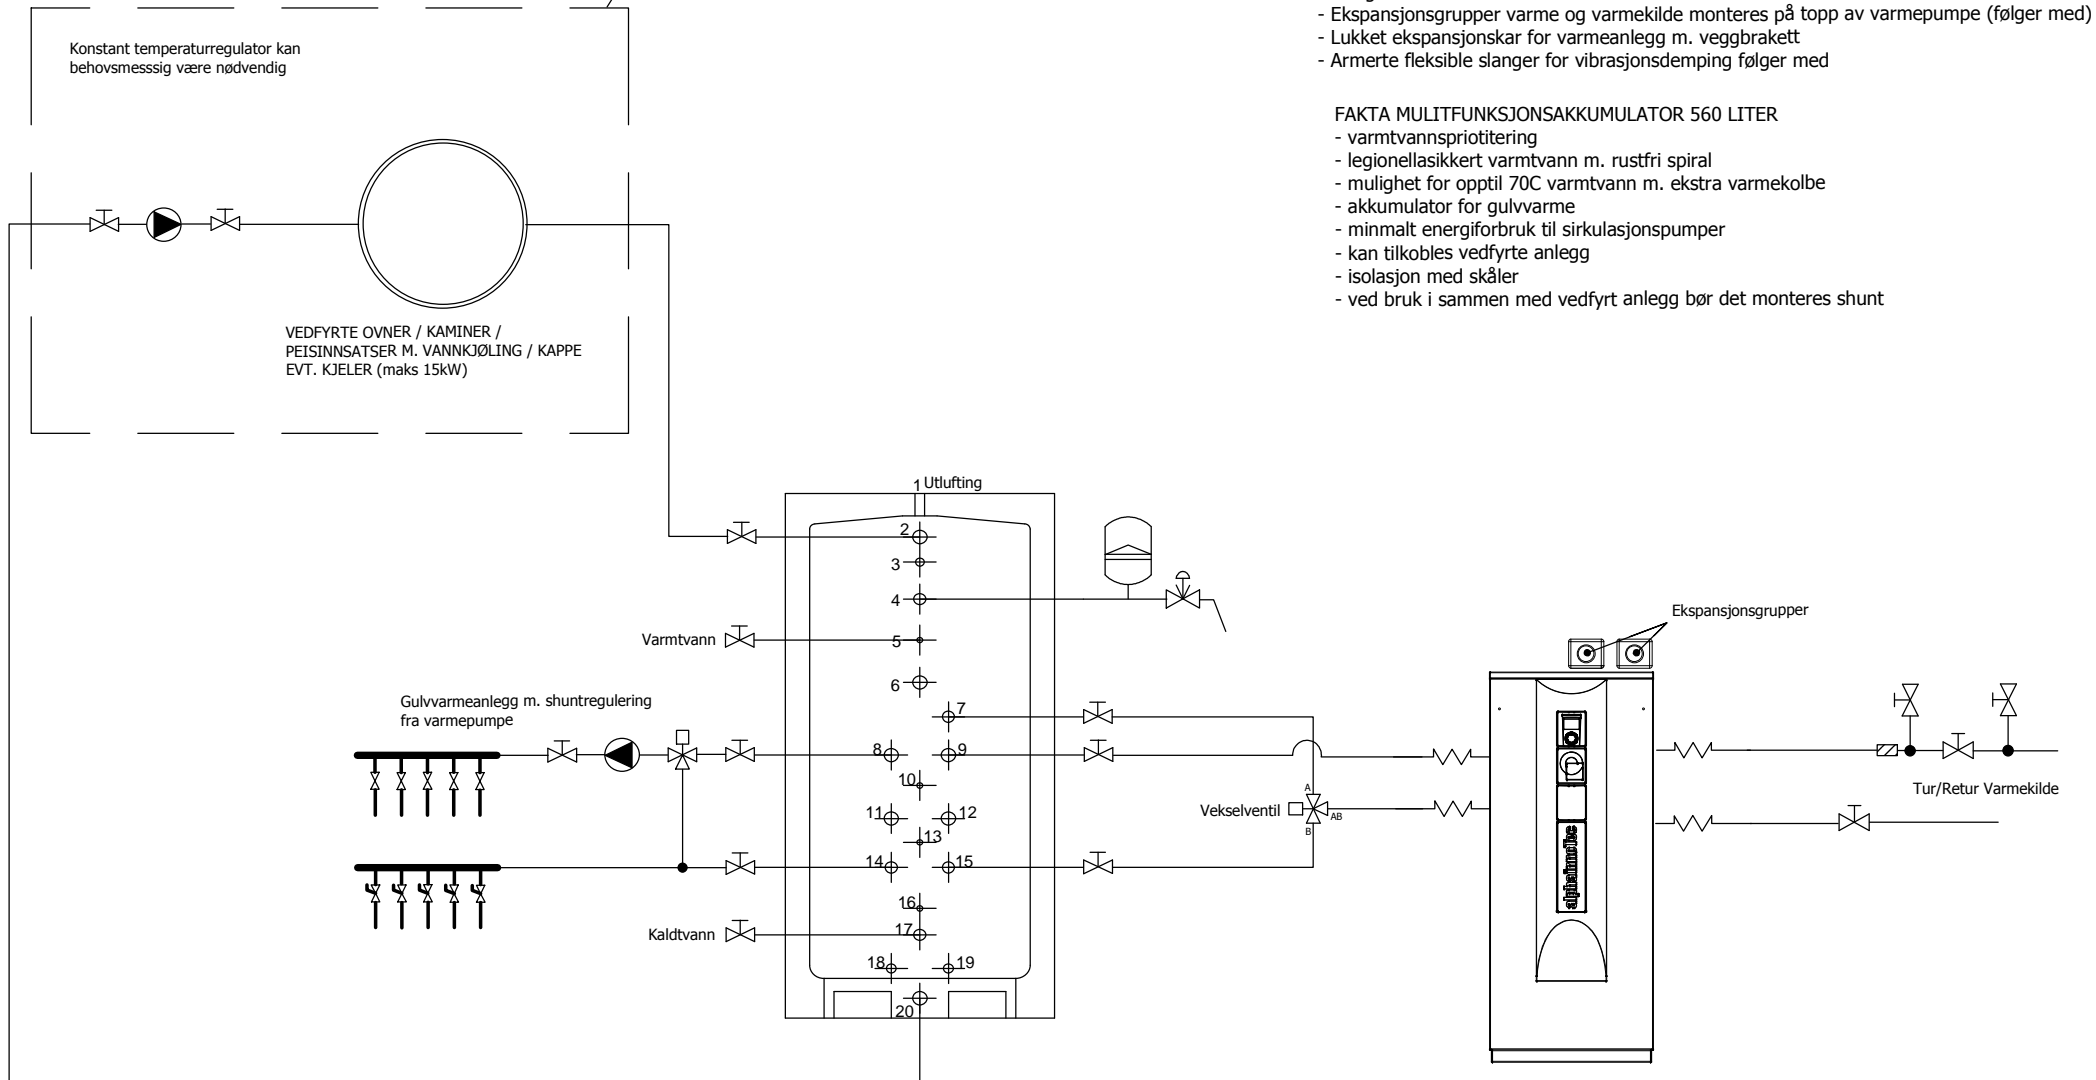 - Ekspansjonsgrupper varme og varmekilde monteres på topp av varmepumpe (følger med)
- Lukket ekspansjonskar for varmeanlegg m. veggbrakett
- Armerte fleksible slanger for vibrasjonsdemping følger med
Konstant temperaturregulator kan
behovsmesssig være nødvendig
FAKTA MULITFUNKSJONSAKKUMULATOR 560 LITER
- varmtvannspriotitering
- legionellasikkert varmtvann m. rustfri spiral
- mulighet for opptil 70C varmtvann m. ekstra varmekolbe
- akkumulator for gulvvarme
- minmalt energiforbruk til sirkulasjonspumper
- kan tilkobles vedfyrte anlegg
- isolasjon med skåler
- ved bruk i sammen med vedfyrt anlegg bør det monteres shunt
VEDFYRTE OVNER / KAMINER /
PEISINNSATSER M. VANNKJØLING / KAPPE
EVT. KJELER (maks 15kW)
1 Utlufting
2
3
4
Varmtvann
5
6
Ekspansjonsgrupper
Gulvvarmeanlegg m. shuntregulering
fra varmepumpe
7
8
9
10
11
12
13
14
15
16
Kaldtvann
17
18
19
20
A
Vekselventil
AB
B
Tur/Retur Varmekilde
alphainnotec